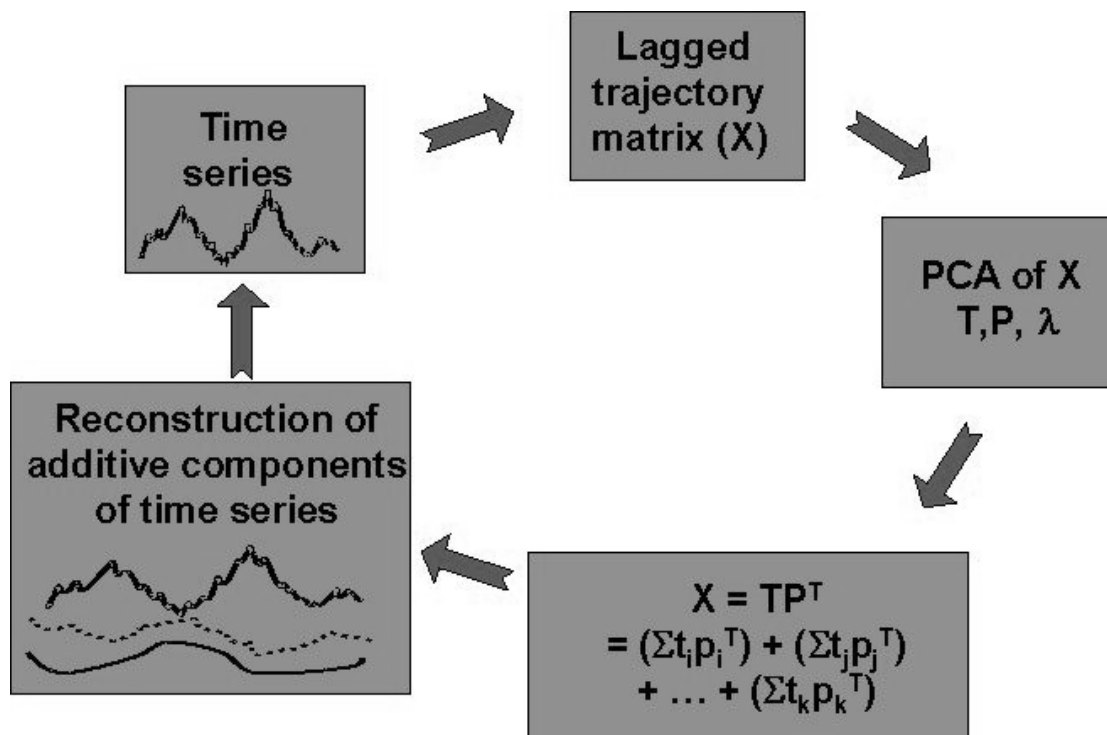 Time
series
Lagged
trajectory
matrix (X)
PCA of X
T,P, λ
X = TPᵀ
= (Σtᵢpᵢᵀ) + (Σtⱼpⱼᵀ)
+ … + (Σtₖpₖᵀ)
Reconstruction of
additive components
of time series